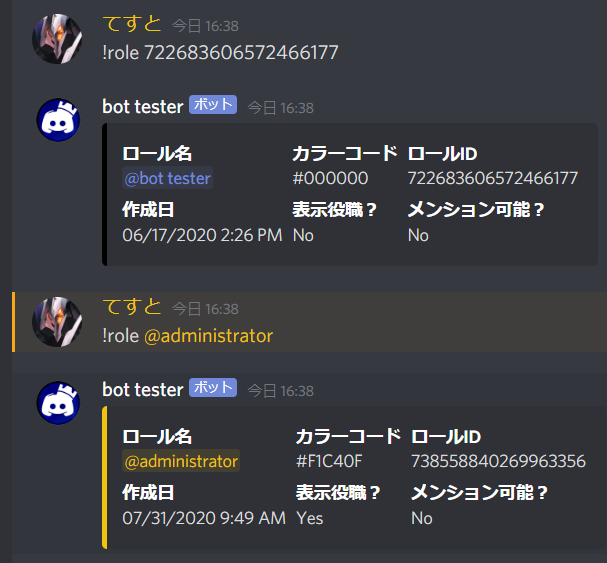 てすと 今日 16:38
!role 722683606572466177
bot tester ボット 今日 16:38
ロール名 カラーコード ロールID
@bot tester #000000 722683606572466177
作成日 表示役職？ メンション可能？
06/17/2020 2:26 PM No No
てすと 今日 16:38
!role @administrator
bot tester ボット 今日 16:38
ロール名 カラーコード ロールID
@administrator #F1C40F 738558840269963356
作成日 表示役職？ メンション可能？
07/31/2020 9:49 AM Yes No